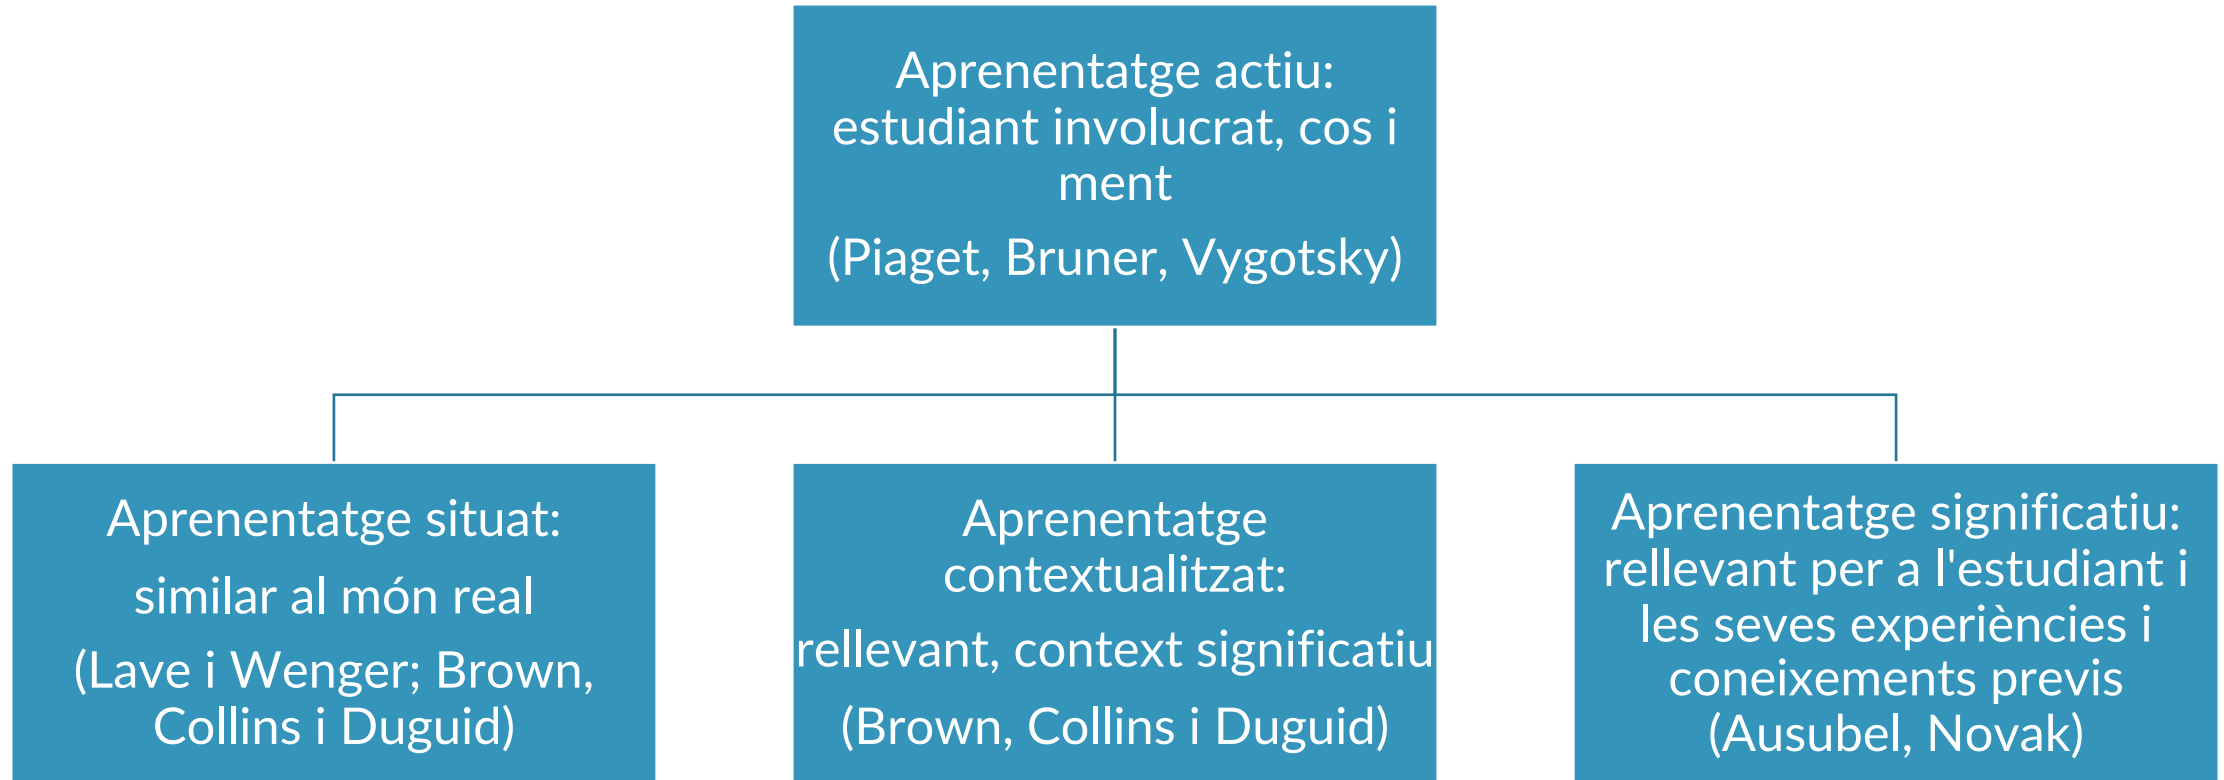 Aprenentatge actiu:
estudiant involucrat, cos i
ment
(Piaget, Bruner, Vygotsky)
Aprenentatge situat:
similar al món real
(Lave i Wenger; Brown,
Collins i Duguid)
Aprenentatge
contextualitzat:
rellevant, context significatiu
(Brown, Collins i Duguid)
Aprenentatge significatiu:
rellevant per a l'estudiant i
les seves experiències i
coneixements previs
(Ausubel, Novak)